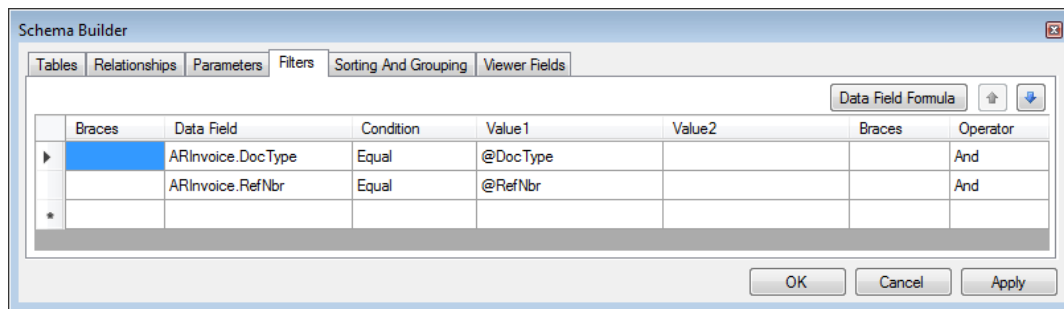 Schema Builder
Tables Relationships Parameters Filters Sorting And Grouping Viewer Fields
Data Field Formula
Braces Data Field Condition Value1 Value2 Braces Operator
ARInvoice.DocType Equal @DocType And
ARInvoice.RefNbr Equal @RefNbr And
*
OK Cancel Apply